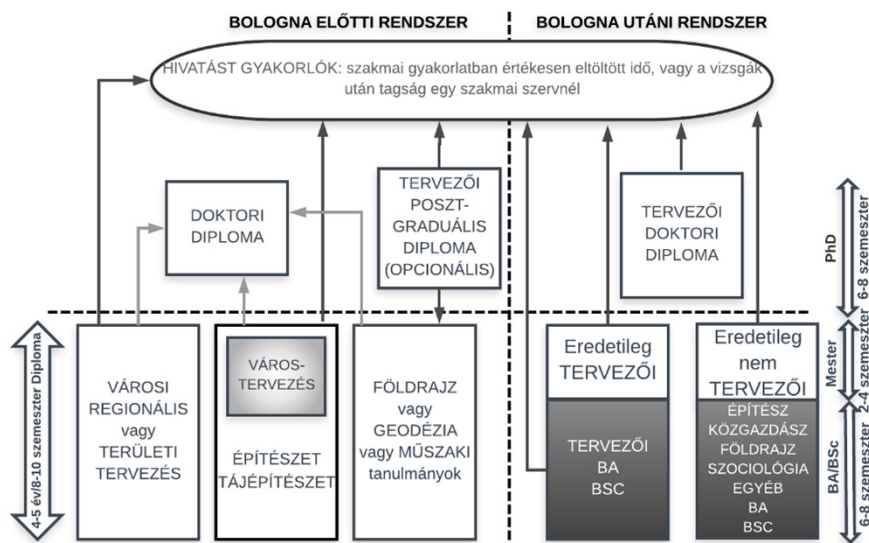 BOLOGNA ELŐTTI RENDSZER
BOLOGNA UTÁNI RENDSZER
HIVATÁST GYAKORLÓK: szakmai gyakorlatban értékesen eltöltött idő, vagy a vizsgák
után tagság egy szakmai szervnél
DOKTORI
DIPLOMA
TERVEZŐI
POSZT-
GRADUÁLIS
DIPLOMA
(OPCIONÁLIS)
TERVEZŐI
DOKTORI
DIPLOMA
PhD
6-8 szemeszter
4-5 év/8-10 szemeszter Diploma
VÁROSI
REGIONÁLIS
vagy
TERÜLETI
TERVEZÉS
VÁROS-
TERVEZÉS
ÉPÍTÉSZET
TÁJÉPÍTÉSZET
FÖLDRAJZ
vagy
GEODÉZIA
vagy MŰSZAKI
tanulmányok
Eredetileg
TERVEZŐI
TERVEZŐI
BA
BSC
Eredetileg
nem
TERVEZŐI
ÉPÍTÉSZ
KÖZGAZDÁSZ
FÖLDRAJZ
SZOCIOLÓGIA
EGYÉB
BA
BSC
Mester
2-4 szemeszter
BA/BSc
6-8 szemeszter